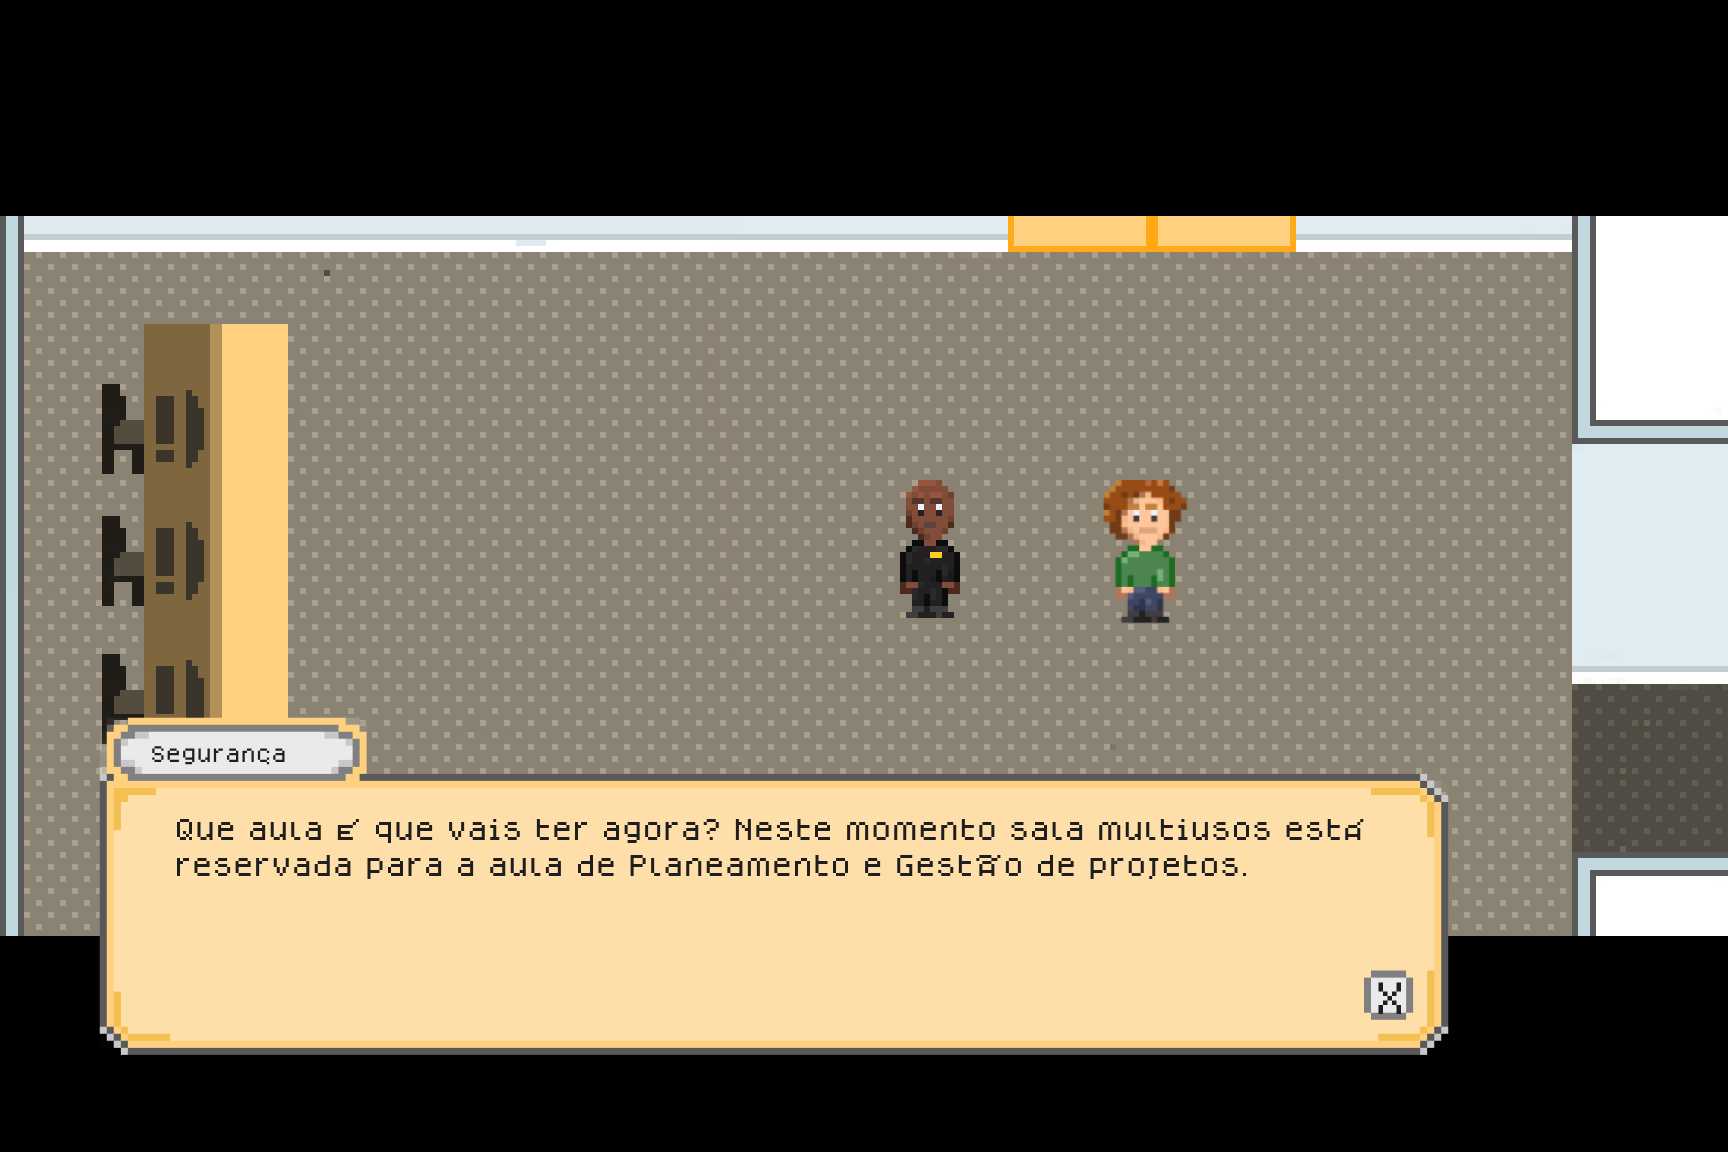 Segurança
Que aula é que vais ter agora? Neste momento sala multiusos está
reservada para a aula de Planeamento e Gestão de projetos.
X